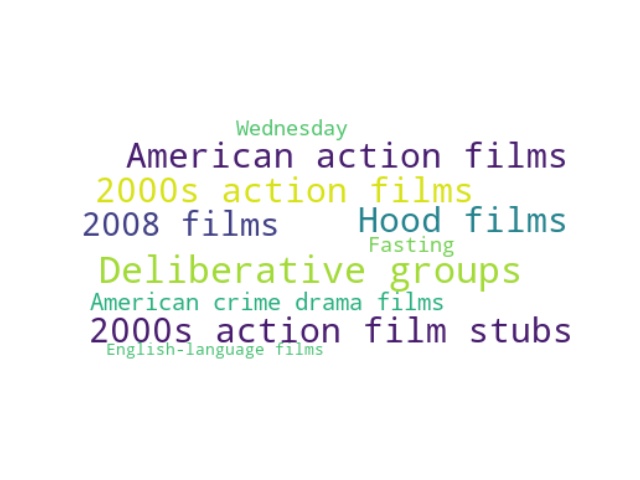 Wednesday
American action films
2000s action films
2008 films
Hood films
Fasting
Deliberative groups
American crime drama films
2000s action film stubs
English-language films